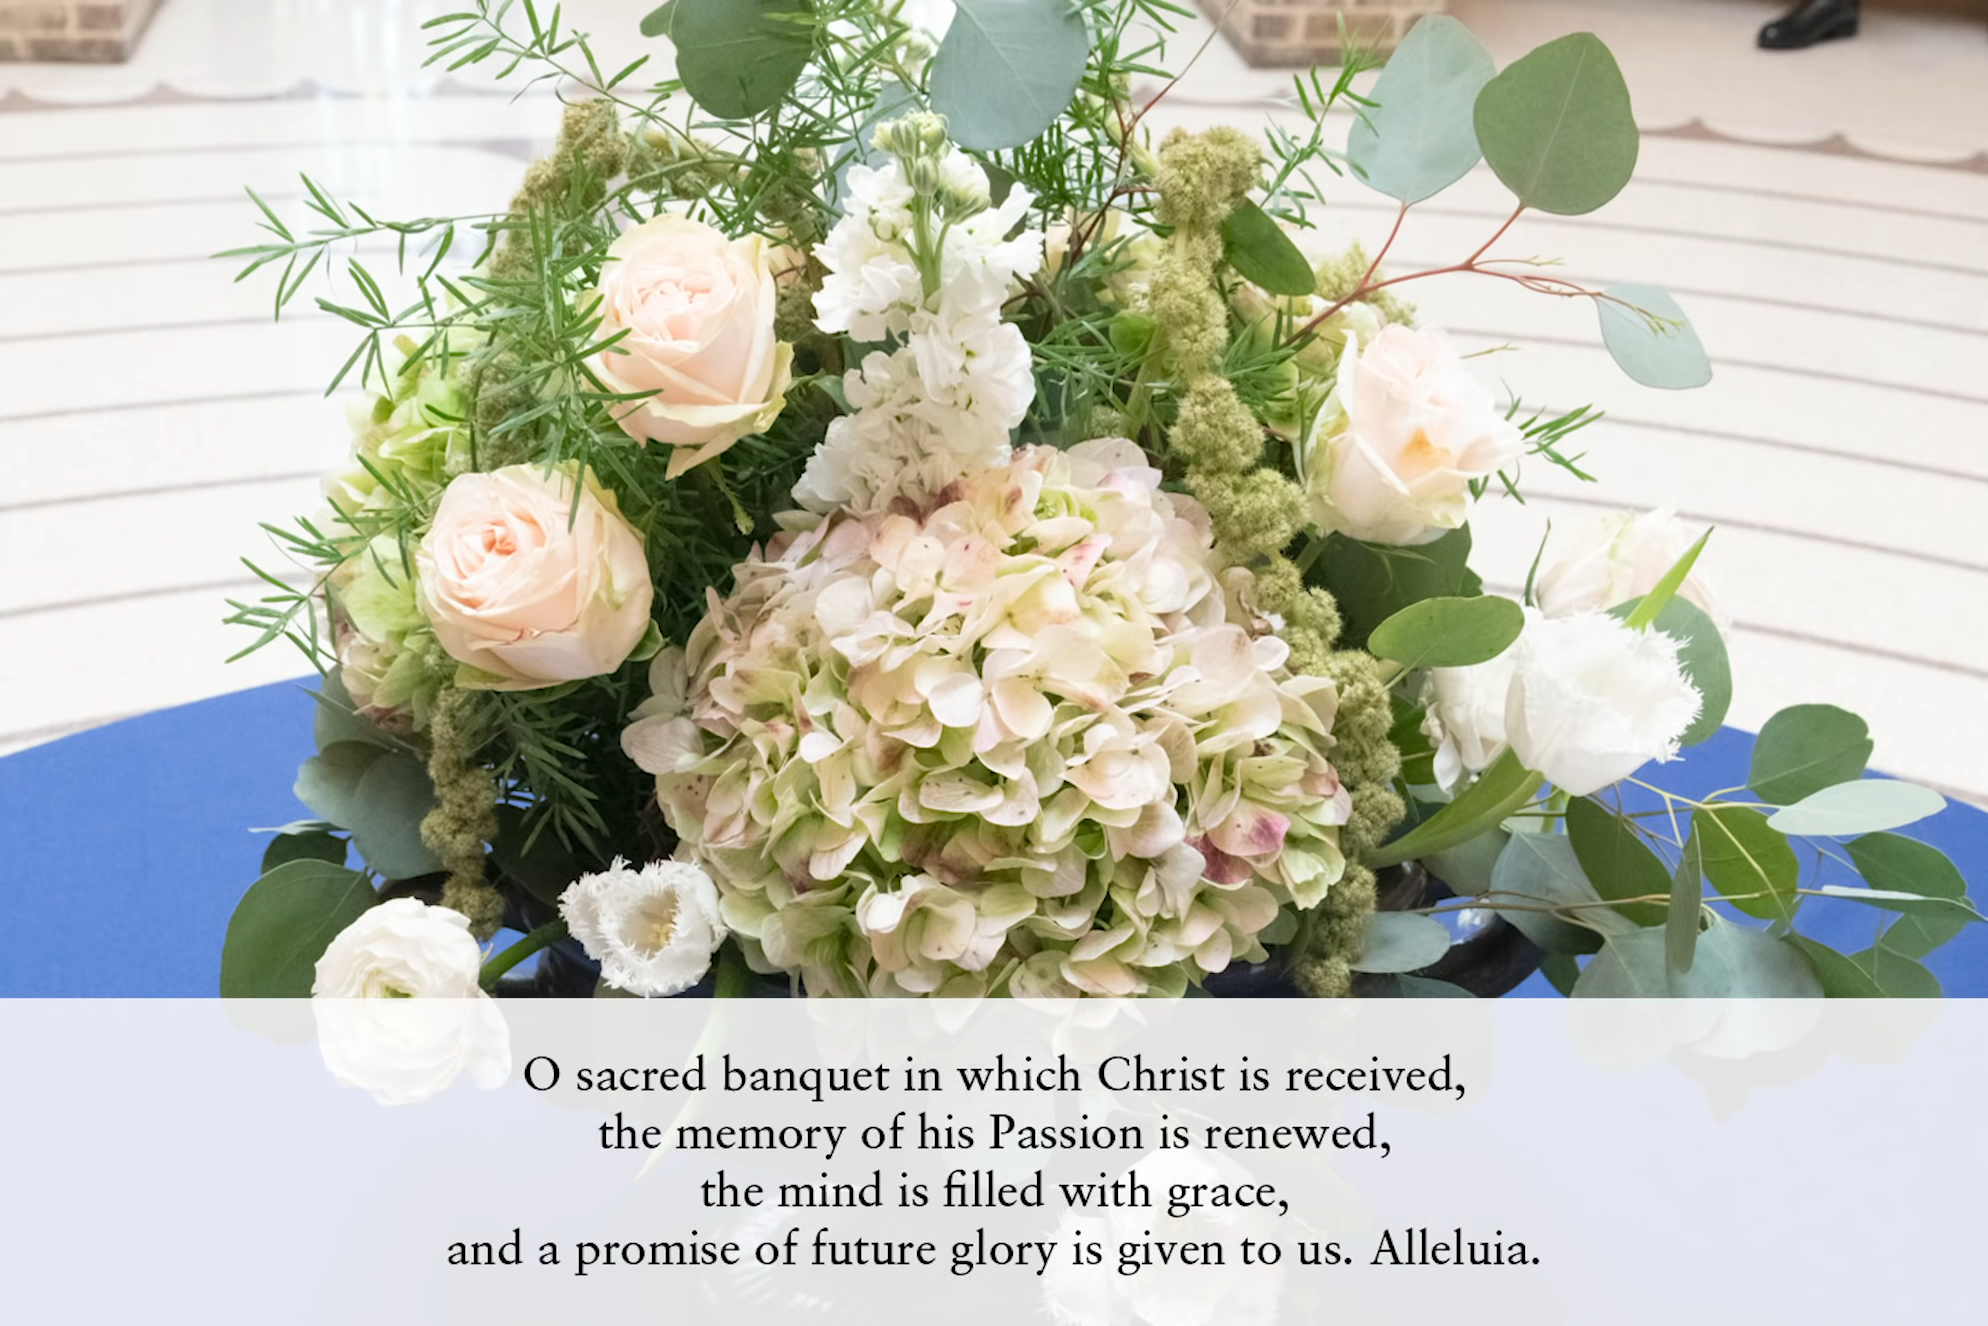 O sacred banquet in which Christ is received,
the memory of his Passion is renewed,
the mind is filled with grace,
and a promise of future glory is given to us. Alleluia.